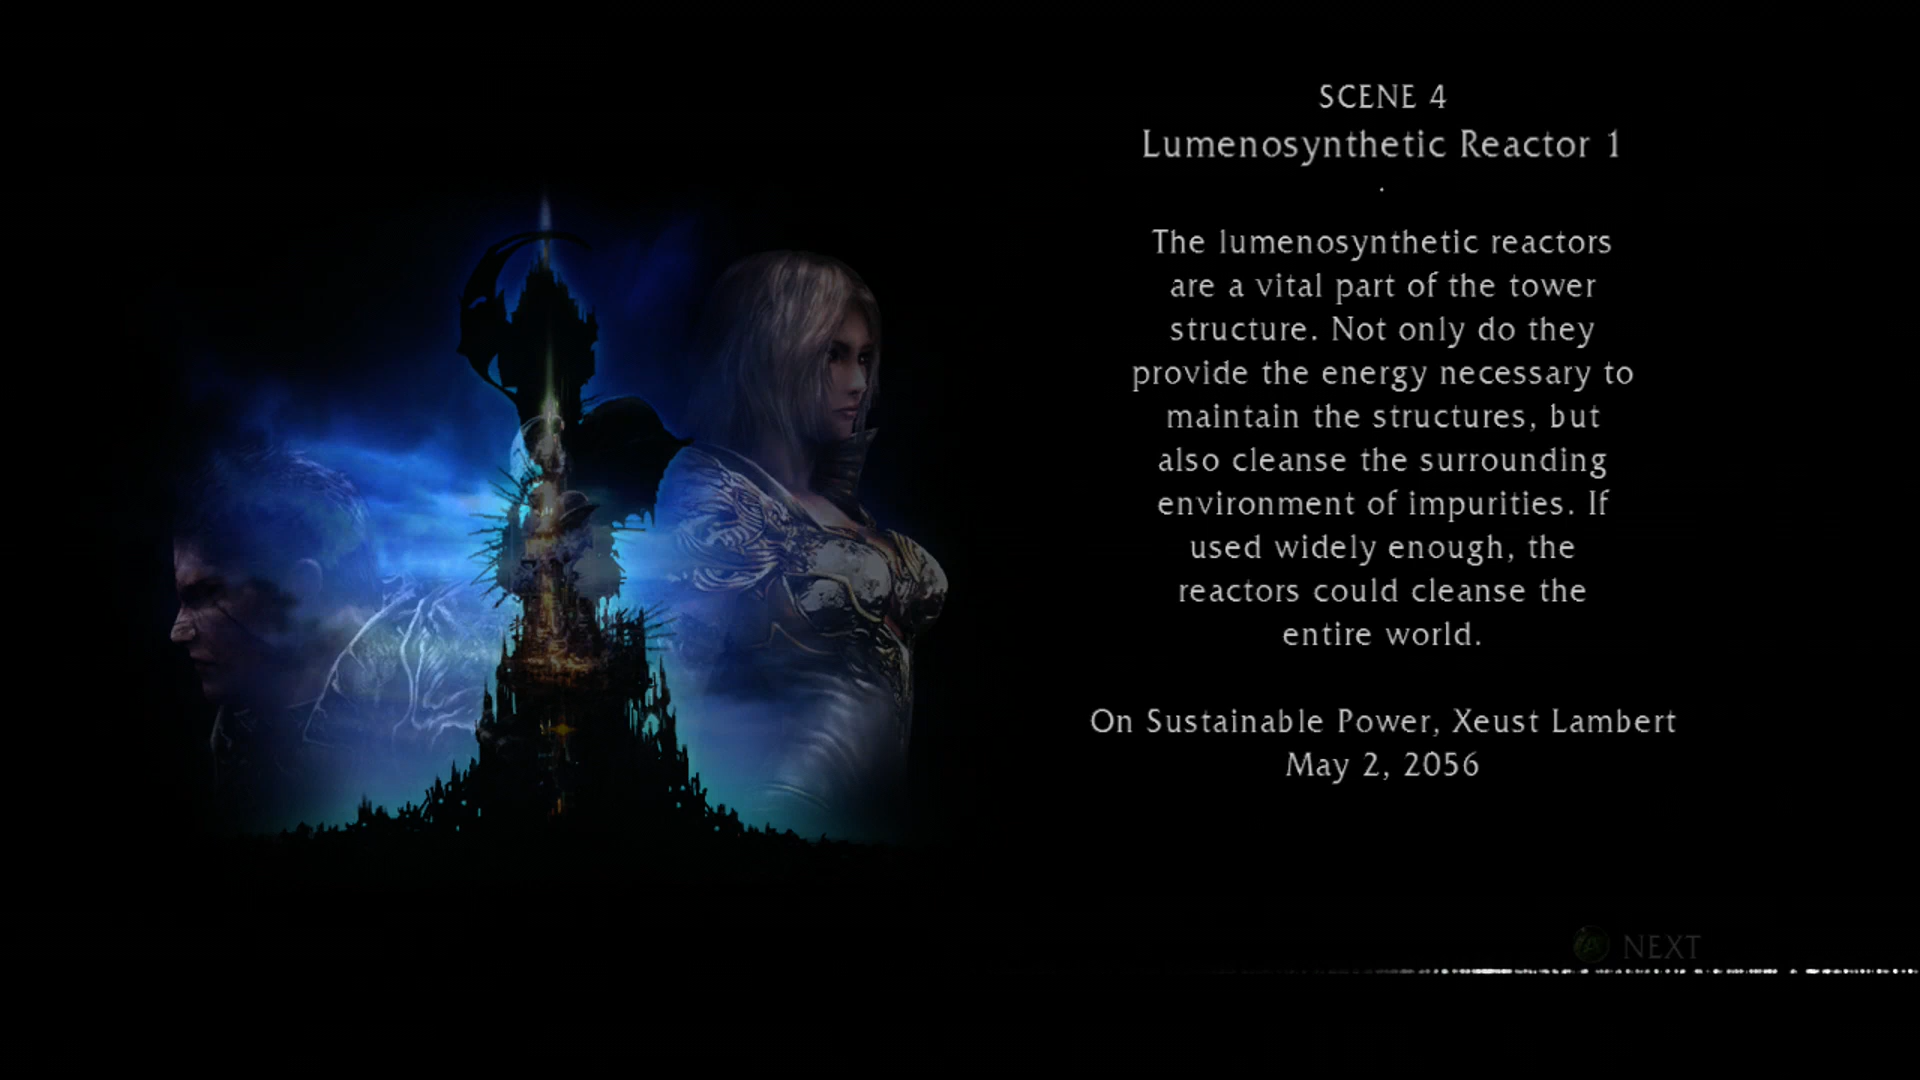 SCENE 4
Lumenosynthetic Reactor 1
The lumenosynthetic reactors
are a vital part of the tower
structure. Not only do they
provide the energy necessary to
maintain the structures, but
also cleanse the surrounding
environment of impurities. If
used widely enough, the
reactors could cleanse the
entire world.
On Sustainable Power, Xeust Lambert
May 2, 2056
A NEXT